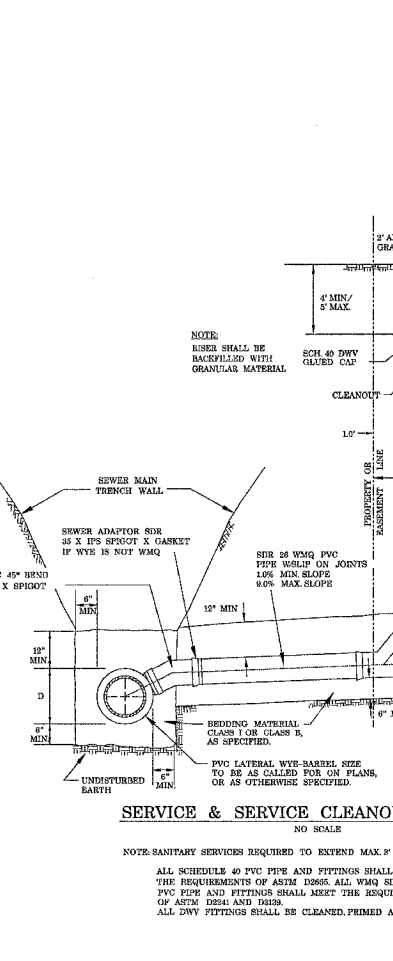 2' A
GRA
4' MIN/
5' MAX.
NOTE:
RISER SHALL BE
BACKFILLED WITH
GRANULAR MATERIAL
SCH. 40 DWV
GLUED CAP
CLEANOUT
1.0'
PROPERTY OR
EASEMENT LINE
SEWER MAIN
TRENCH WALL
SEWER ADAPTOR SDR
35 X IPS SPIGOT X GASKET
IF WYE IS NOT WMQ
45° BEND
X SPIGOT
SDR 26 WMQ PVC
PIPE W/SLIP ON JOINTS
1.0% MIN. SLOPE
9.0% MAX. SLOPE
6"
MIN.
12" MIN
12"
MIN.
D
6"
MIN.
BEDDING MATERIAL
CLASS I OR CLASS B,
AS SPECIFIED.
6"
PVC LATERAL WYE-BARREL SIZE
TO BE AS CALLED FOR ON PLANS,
OR AS OTHERWISE SPECIFIED.
UNDISTURBED
EARTH
6"
MIN.
SERVICE & SERVICE CLEANO
NO SCALE
NOTE: SANITARY SERVICES REQUIRED TO EXTEND MAX. 3'
ALL SCHEDULE 40 PVC PIPE AND FITTINGS SHALL
THE REQUIREMENTS OF ASTM D2665. ALL WMQ SD
PVC PIPE AND FITTINGS SHALL MEET THE REQUI
OF ASTM D2241 AND D3139.
ALL DWV FITTINGS SHALL BE CLEANED, PRIMED A